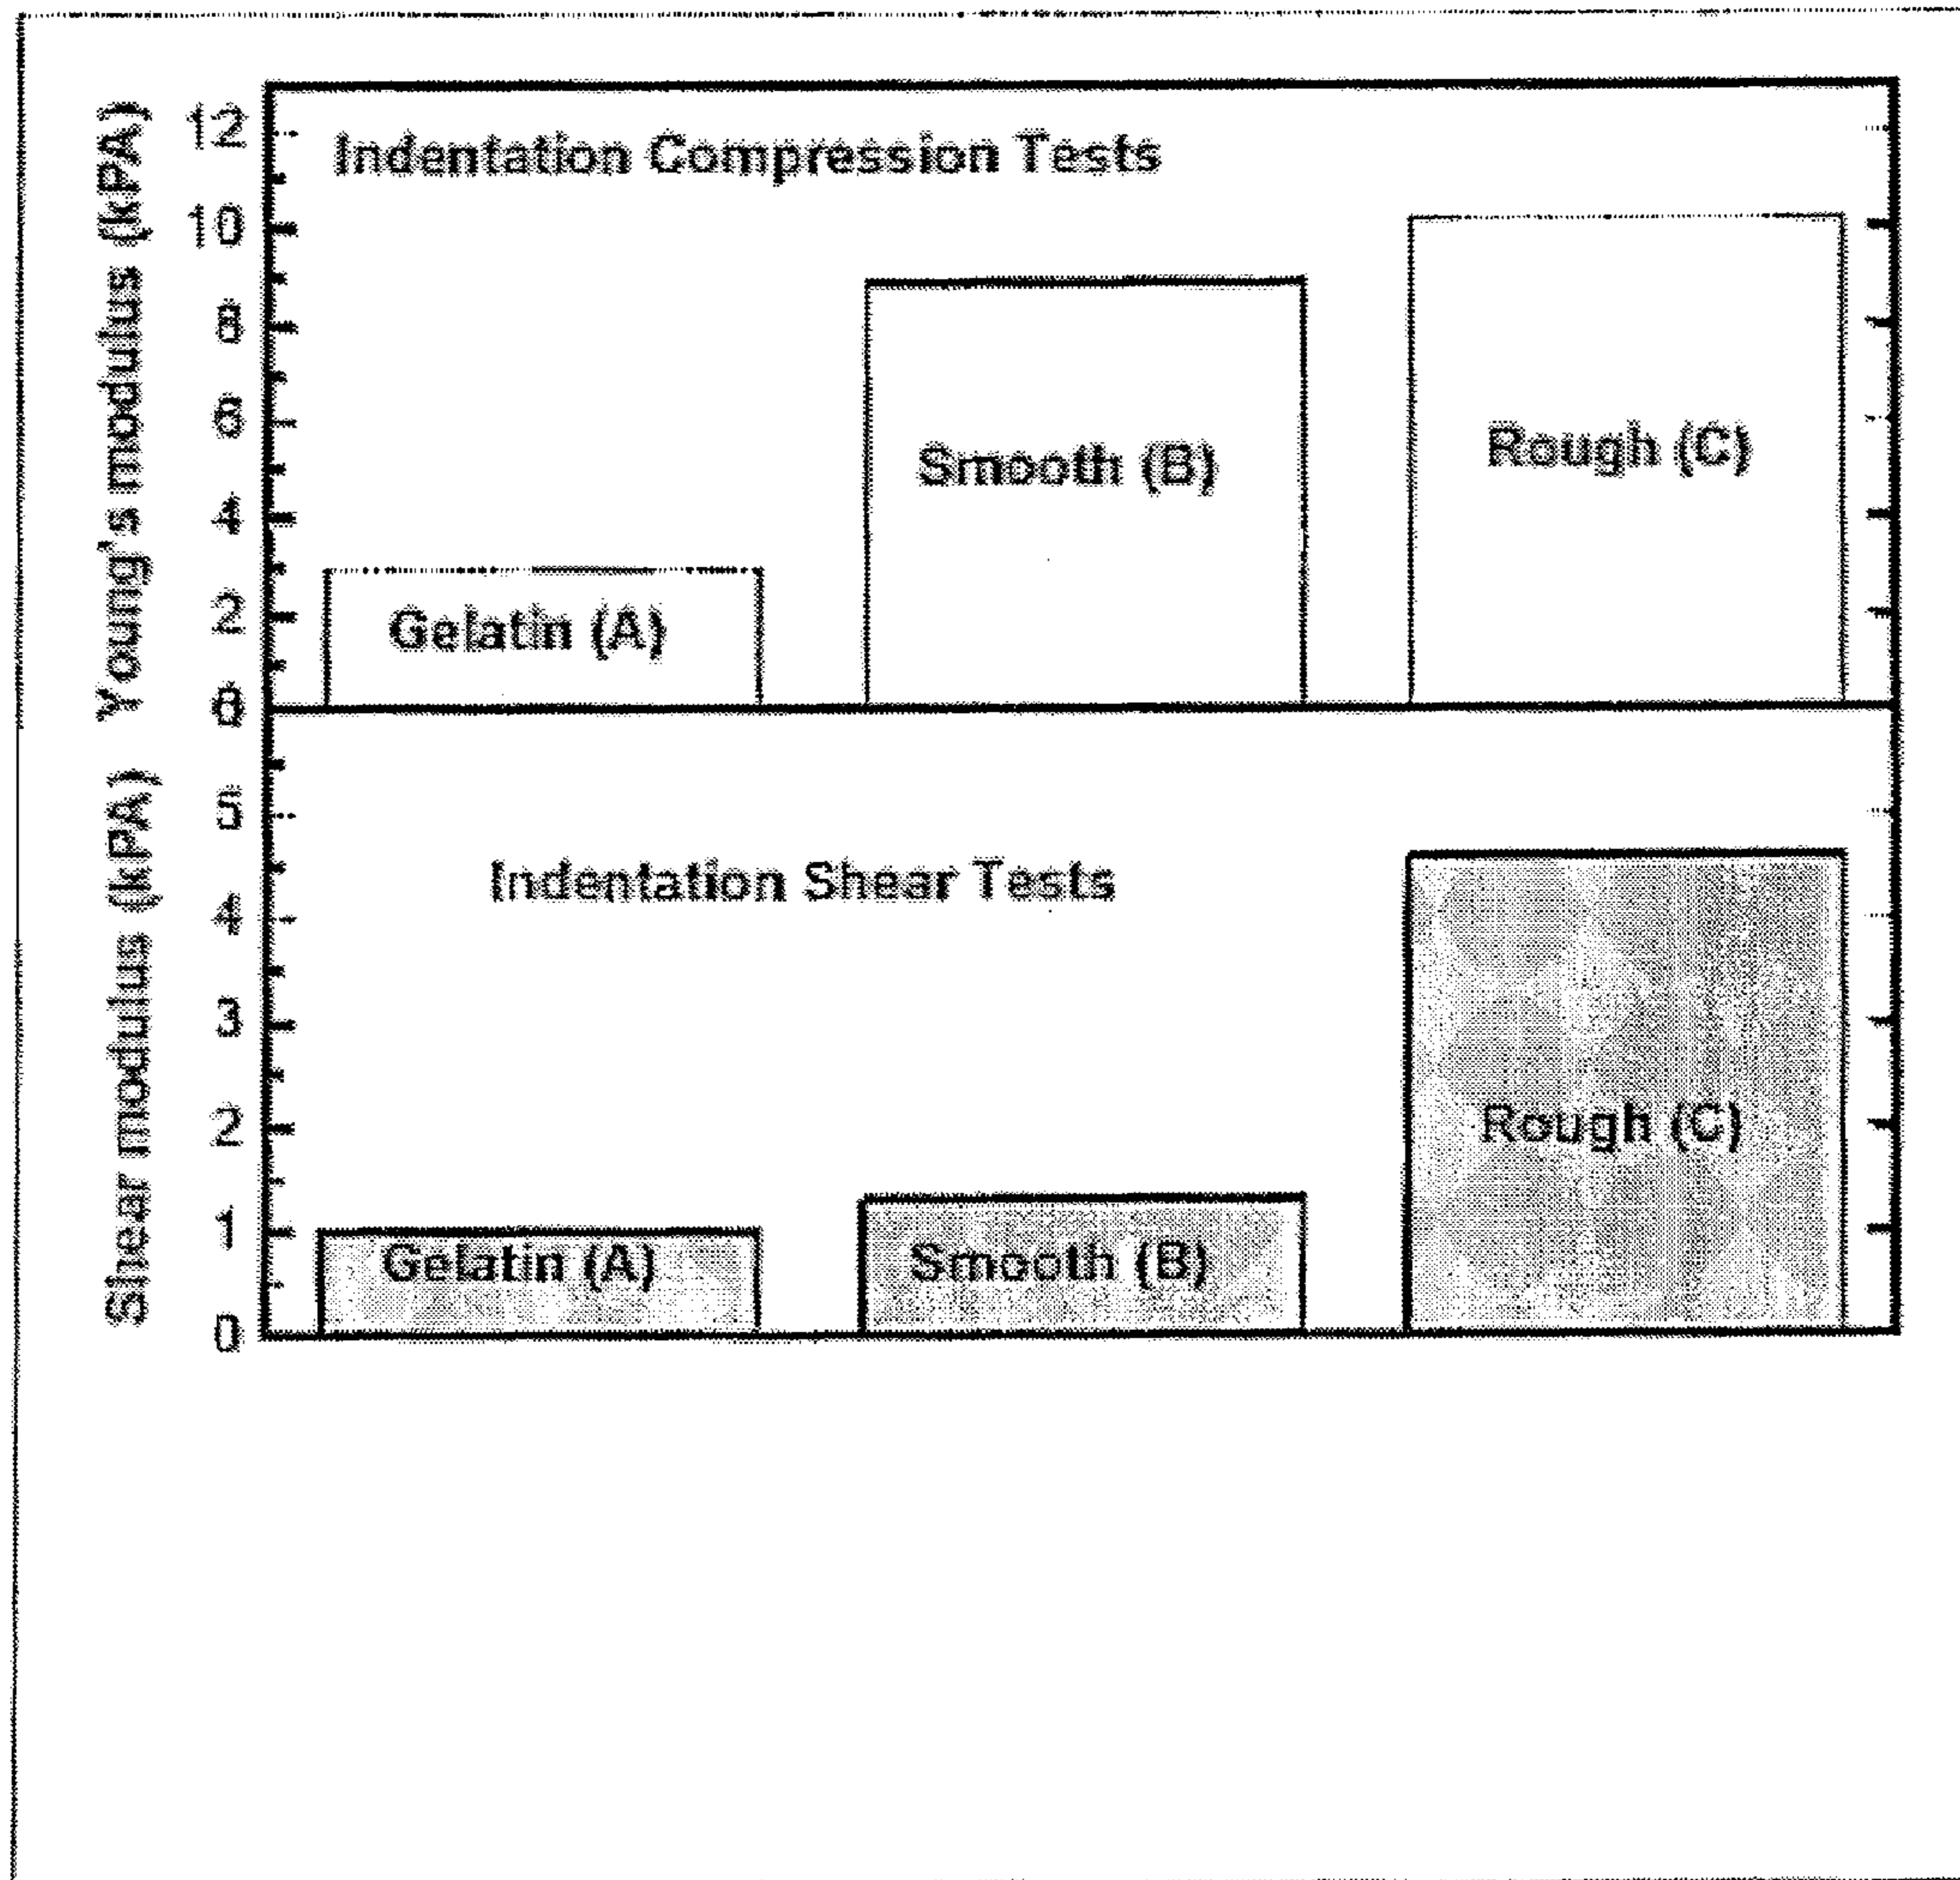 Young's modulus (kPA)
12
10
8
6
4
2
0
Indentation Compression Tests
Gelatin (A)
Smooth (B)
Rough (C)
Shear modulus (kPA)
5
4
3
2
1
0
Indentation Shear Tests
Gelatin (A)
Smooth (B)
Rough (C)